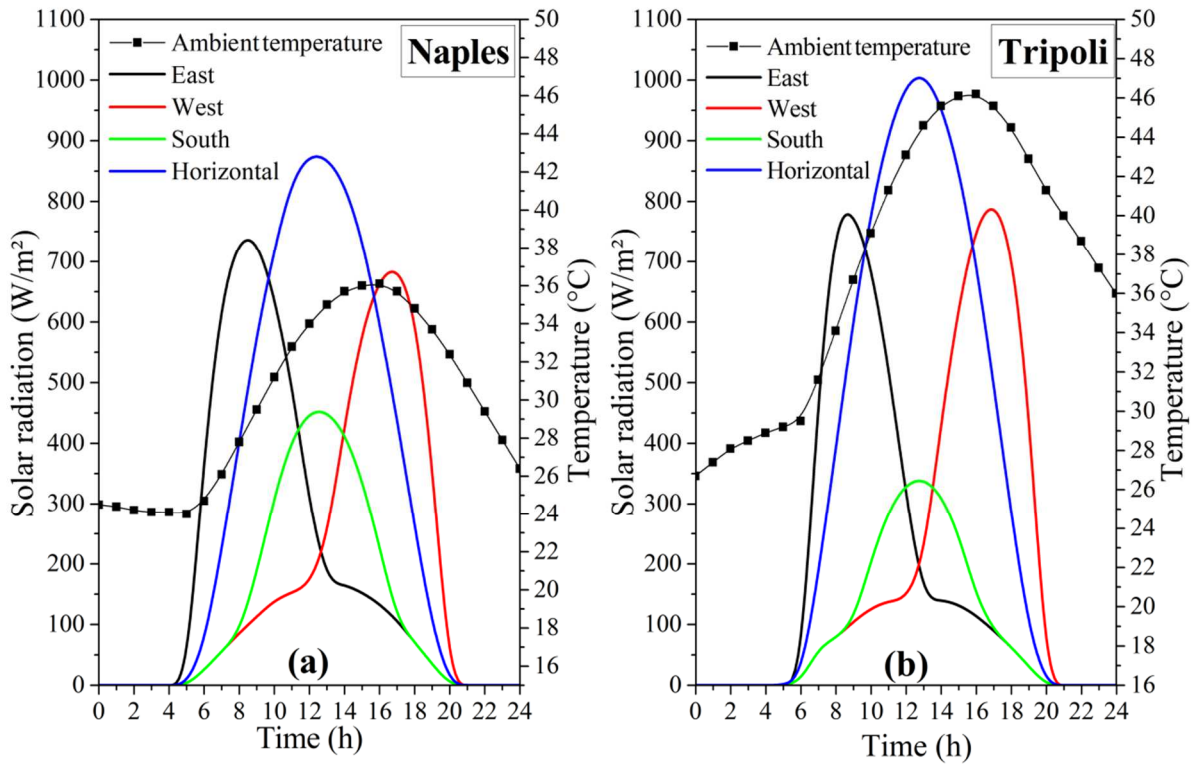 Naples
Ambient temperature
East
West
South
Horizontal
Solar radiation (W/m²)
1100
1000
900
800
700
600
500
400
300
200
100
0
50
48
46
44
42
40
38
36
34
32
30
28
26
24
22
20
18
16
Temperature (°C)
(a)
0 2 4 6 8 10 12 14 16 18 20 22 24
Time (h)
Tripoli
Ambient temperature
East
West
South
Horizontal
Solar radiation (W/m²)
1100
1000
900
800
700
600
500
400
300
200
100
0
50
48
46
44
42
40
38
36
34
32
30
28
26
24
22
20
18
16
Temperature (°C)
(b)
0 2 4 6 8 10 12 14 16 18 20 22 24
Time (h)